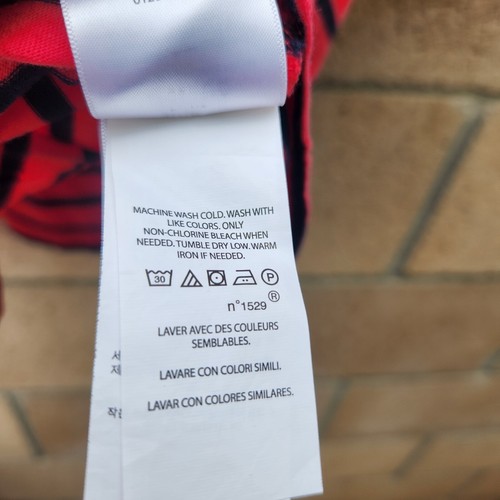 MACHINE WASH COLD. WASH WITH
LIKE COLORS. ONLY
NON-CHLORINE BLEACH WHEN
NEEDED. TUMBLE DRY LOW. WARM
IRON IF NEEDED.
30 P
n°1529®
LAVER AVEC DES COULEURS
SEMBLABLES.
LAVARE CON COLORI SIMILI.
LAVAR CON COLORES SIMILARES.